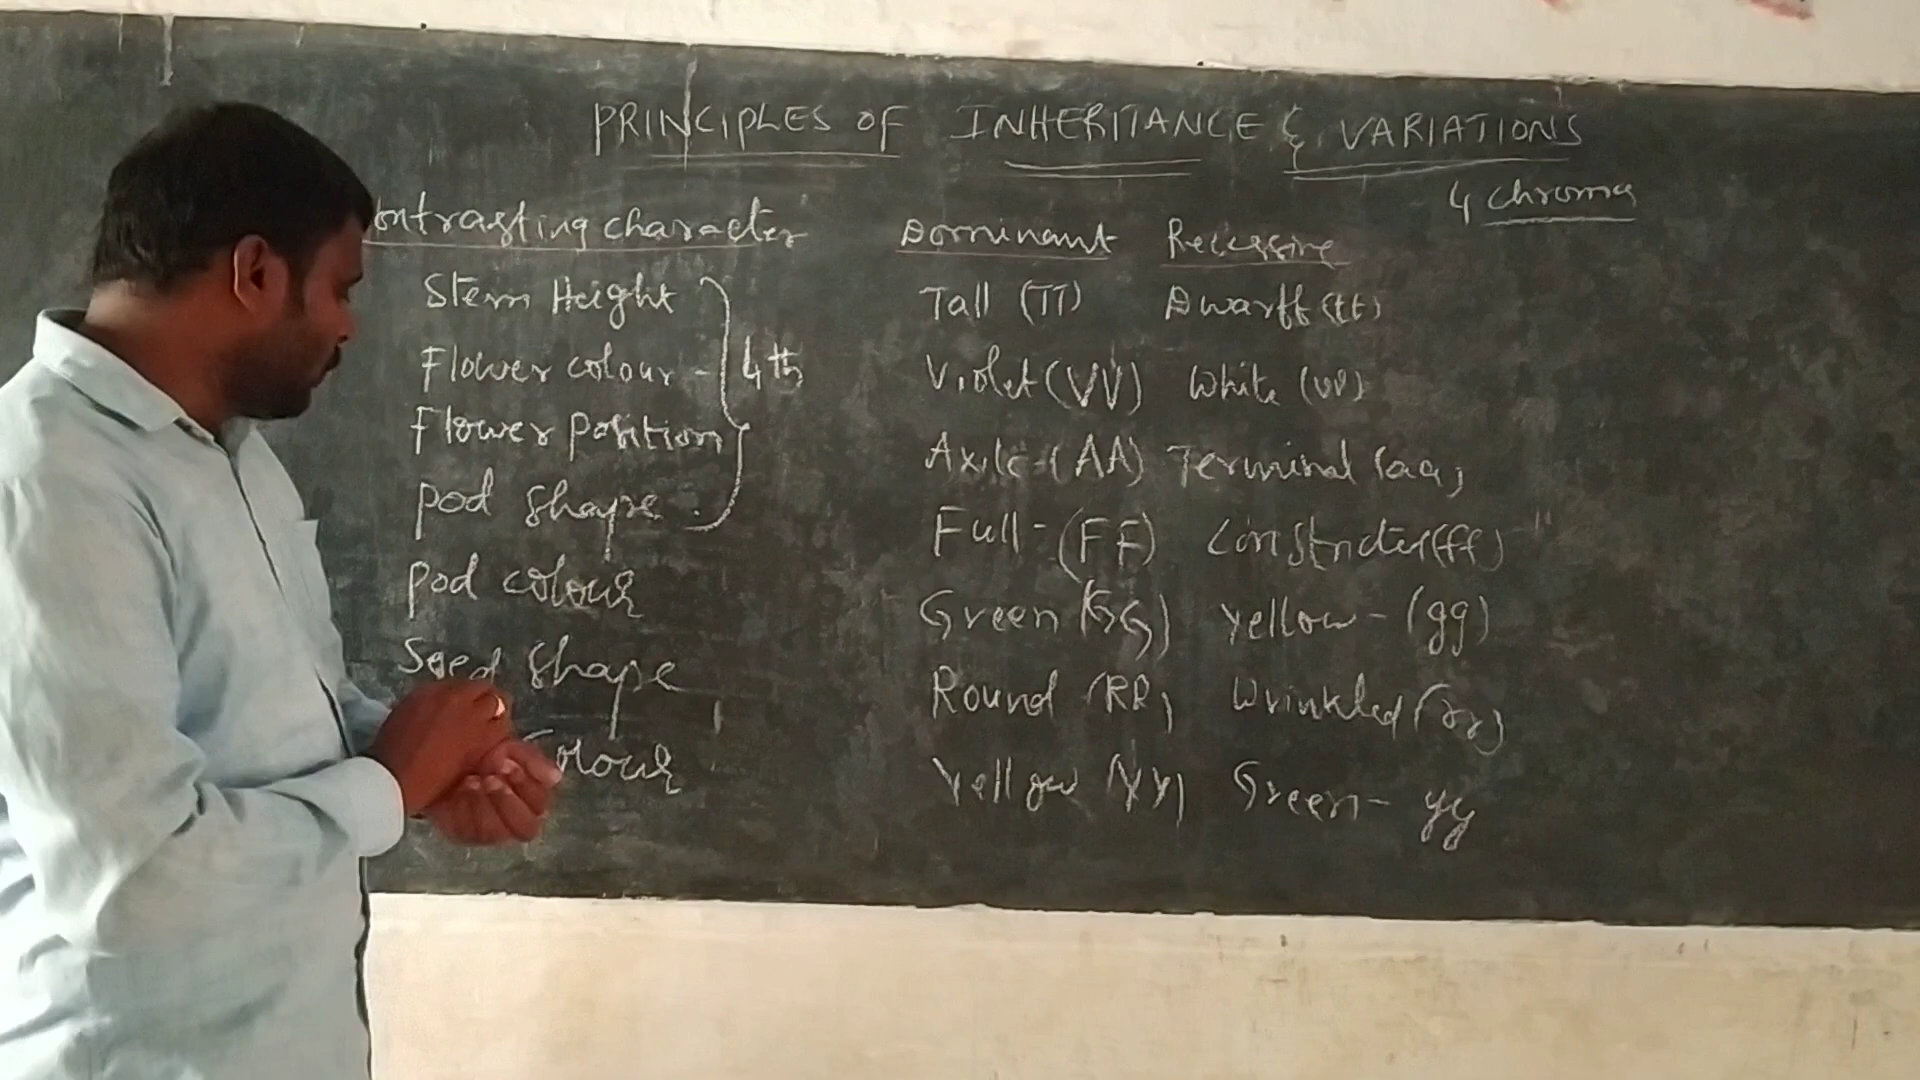 PRINCIPLES OF INHERITANCE & VARIATIONS
4 chromo
ontrasting character Dominant Recessive
Stem Height Tall (TT) Dwarff (tt)
Flower colour - 4th Violet (VV) White (vv)
Flower Position Axile-(AA) Terminal (aa)
Pod Shape. Full-(FF) Constricted(ff)
Pod colour Green (GG) Yellow-(gg)
Seed Shape Round (RR) Wrinkled (rr)
Colour Yellow (YY) Green- yy